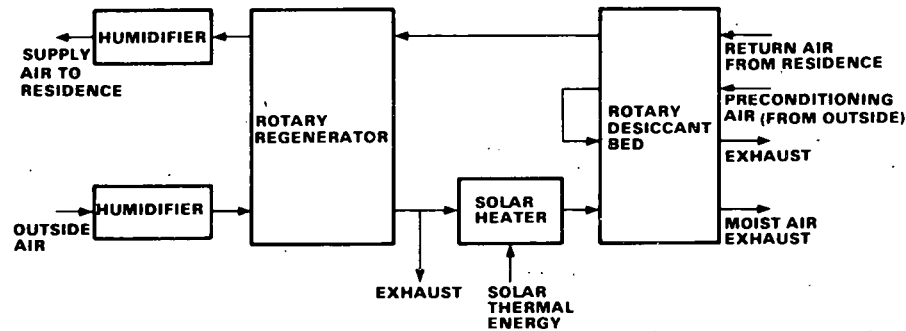 HUMIDIFIER
SUPPLY
AIR TO
RESIDENCE
ROTARY
REGENERATOR
ROTARY
DESICCANT
BED
RETURN AIR
FROM RESIDENCE
PRECONDITIONING
AIR (FROM OUTSIDE)
EXHAUST
HUMIDIFIER
OUTSIDE
AIR
SOLAR
HEATER
MOIST AIR
EXHAUST
EXHAUST
SOLAR
THERMAL
ENERGY